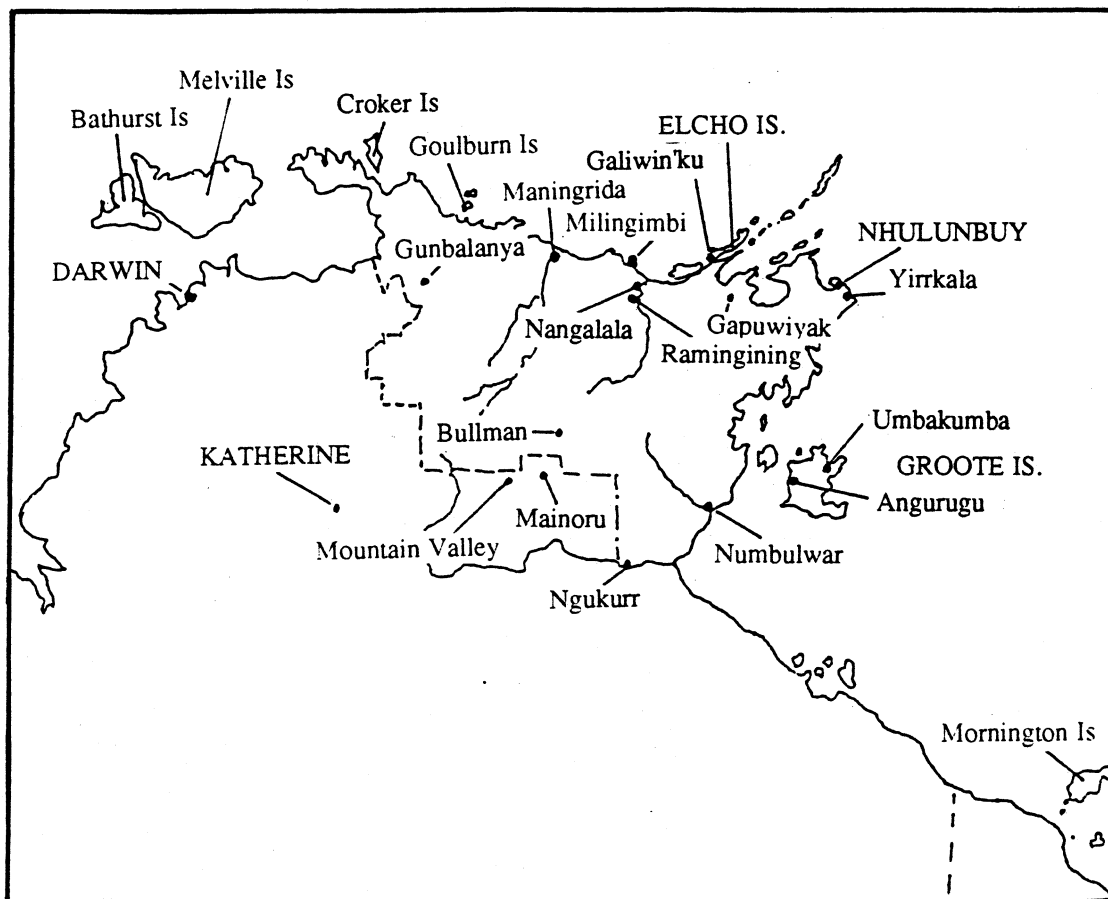 Melville Is
Bathurst Is
Croker Is
Goulburn Is
ELCHO IS.
Galiwin'ku
Maningrida
Milingimbi
NHULUNBUY
Gunbalanya
DARWIN
Yirrkala
Nangalala
Gapuwiyak
Ramingining
Umbakumba
Bullman
KATHERINE
GROOTE IS.
Angurugu
Mainoru
Mountain Valley
Numbulwar
Ngukurr
Mornington Is